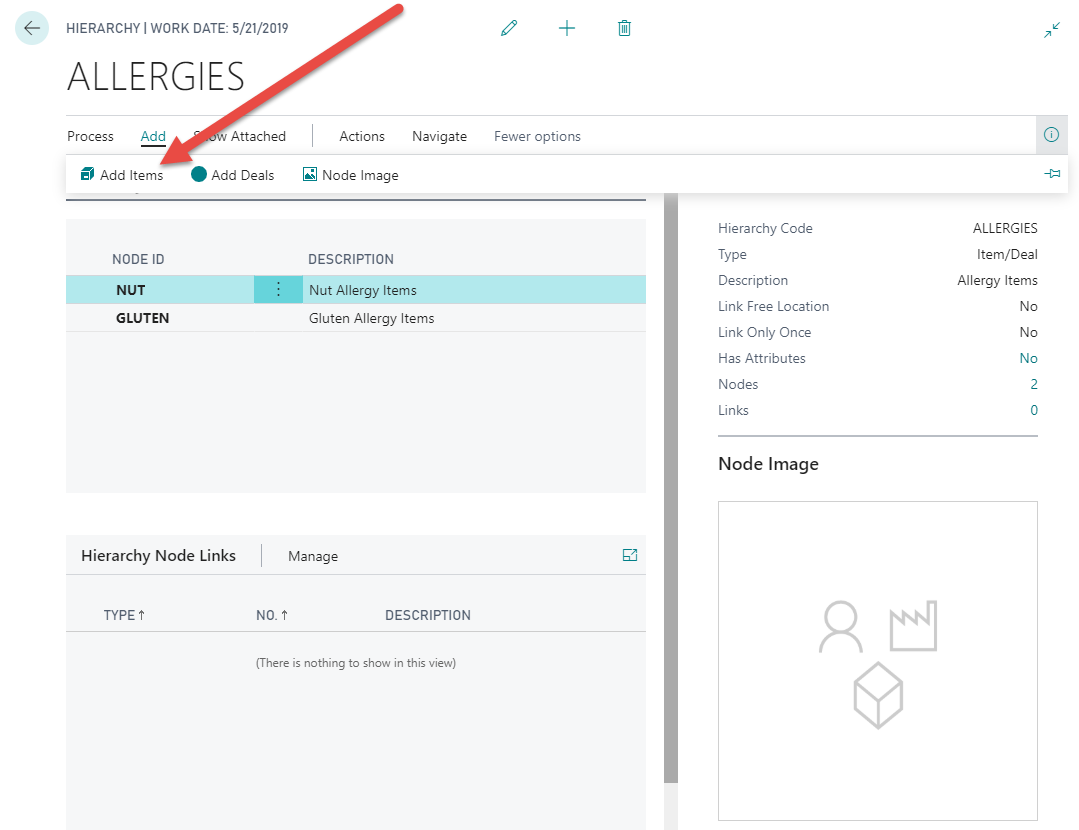 HIERARCHY | WORK DATE: 5/21/2019
ALLERGIES
Process Add Show Attached Actions Navigate Fewer options
Add Items Add Deals Node Image
NODE ID DESCRIPTION
NUT Nut Allergy Items
GLUTEN Gluten Allergy Items
Hierarchy Node Links Manage
TYPE↑ NO. ↑ DESCRIPTION
(There is nothing to show in this view)
Hierarchy Code ALLERGIES
Type Item/Deal
Description Allergy Items
Link Free Location No
Link Only Once No
Has Attributes No
Nodes 2
Links 0
Node Image